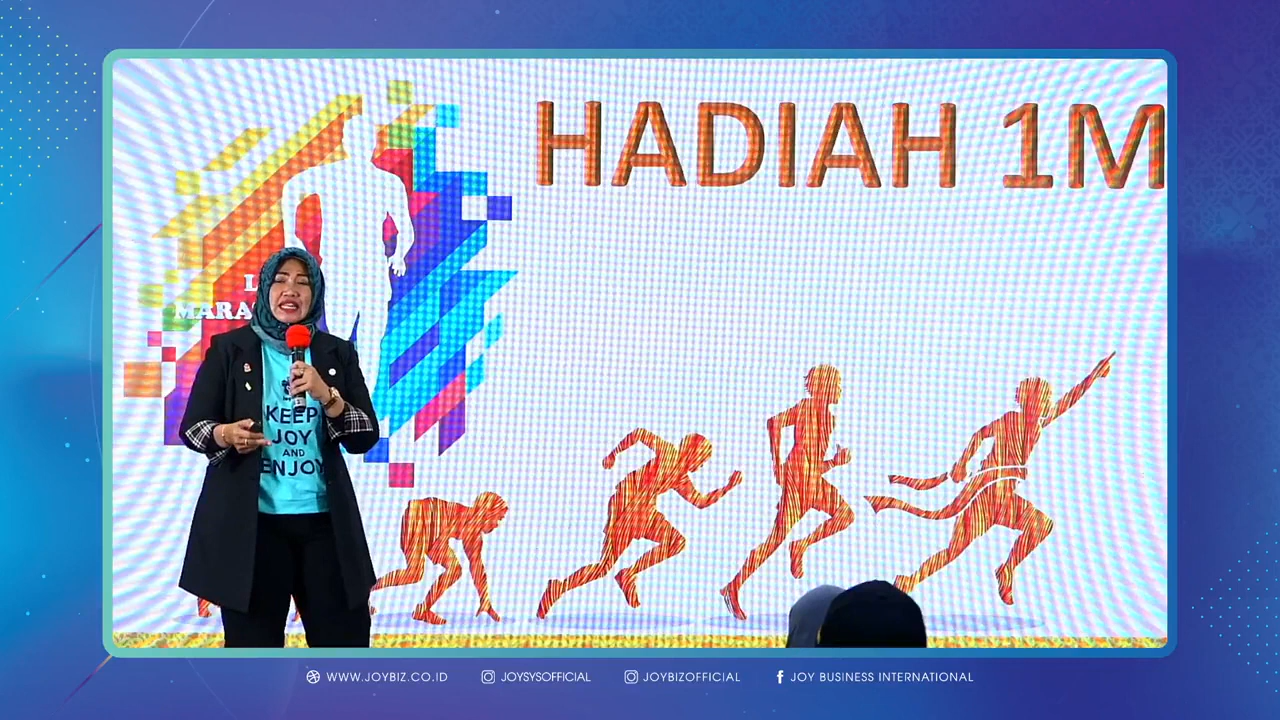 HADIAH 1M
KEEP
JOY
AND
ENJOY
WWW.JOYBIZ.CO.ID
JOYSYSOFFICIAL
JOYBIZOFFICIAL
JOY BUSINESS INTERNATIONAL